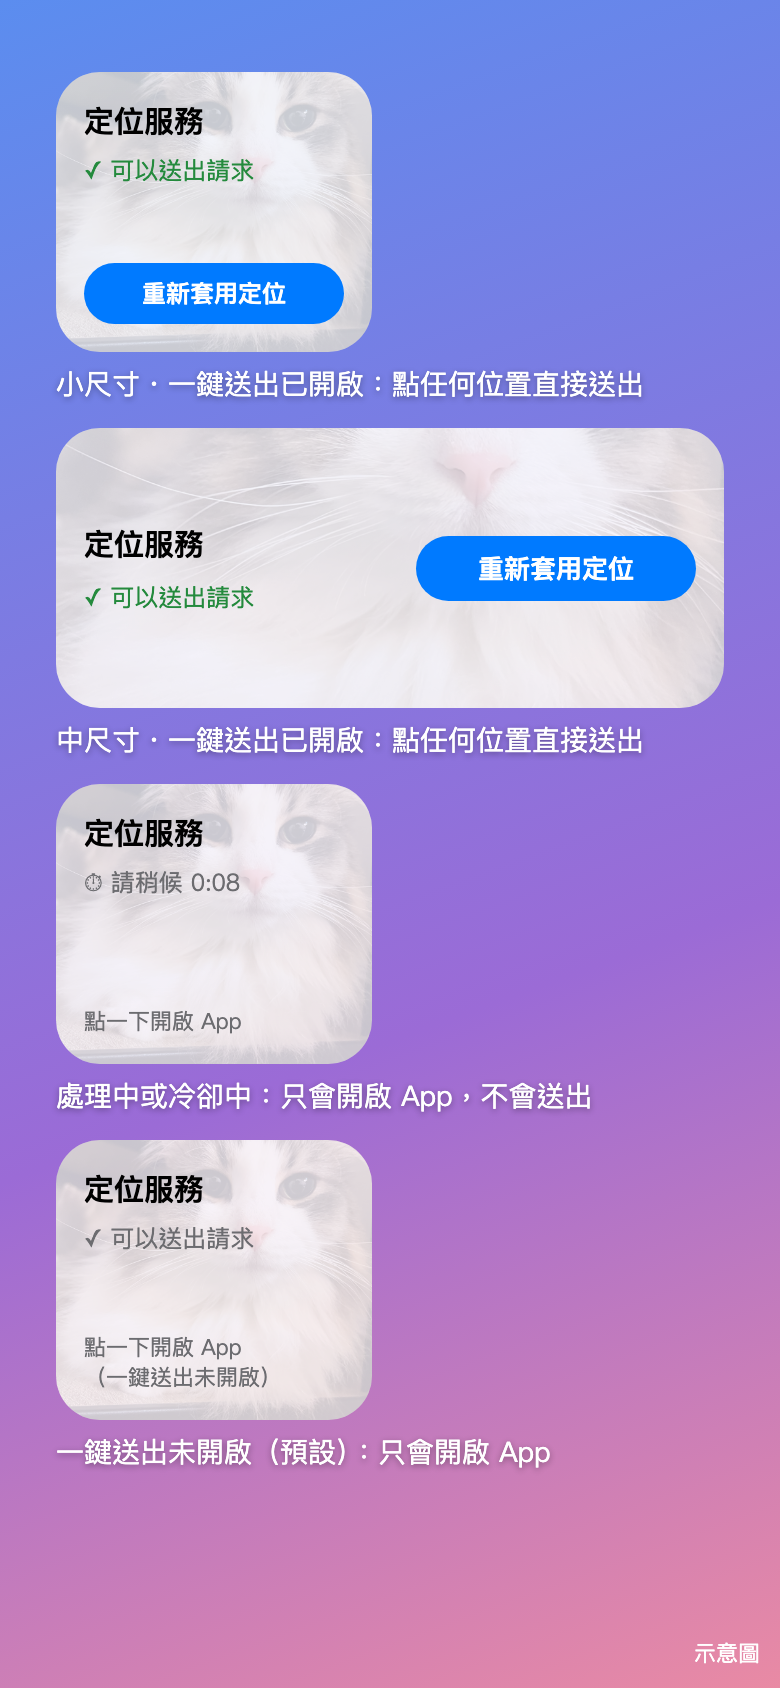 定位服務
✓ 可以送出請求
重新套用定位
小尺寸・一鍵送出已開啟：點任何位置直接送出
定位服務
✓ 可以送出請求
重新套用定位
中尺寸・一鍵送出已開啟：點任何位置直接送出
定位服務
⏱ 請稍候 0:08
點一下開啟 App
處理中或冷卻中：只會開啟 App，不會送出
定位服務
✓ 可以送出請求
點一下開啟 App
（一鍵送出未開啟）
一鍵送出未開啟（預設）：只會開啟 App
示意圖